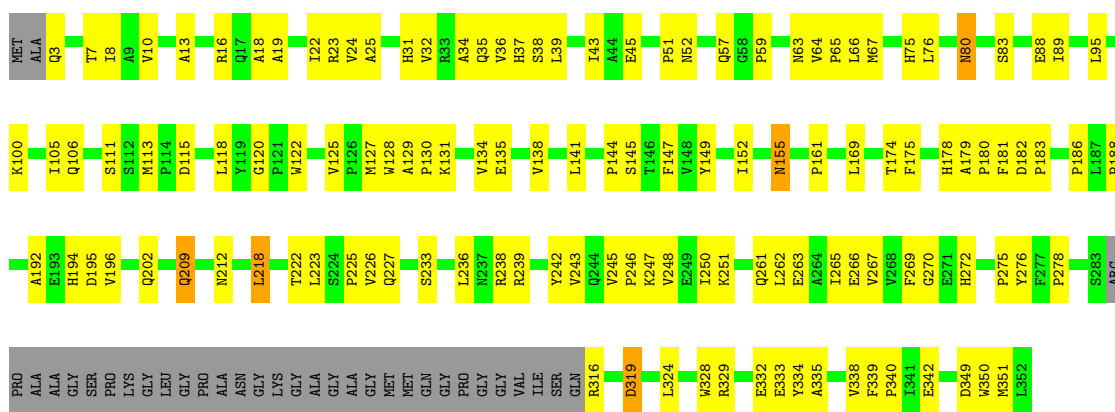 MET ALA Q3 T7 I8 A9 V10 A13 R16 Q17 A18 A19 I22 R23 V24 A25 H31 V32 R33 A34 Q35 V36 H37 S38 L39 I43 A44 E45 P51 N52 Q57 G58 P59 N63 V64 P65 L66 M67 H75 L76 N80 S83 E88 I89 L95
K100 I105 Q106 S111 S112 M113 P114 D115 L118 Y119 G120 P121 W122 V125 P126 M127 W128 A129 P130 K131 V134 E135 V138 L141 P144 S145 T146 F147 V148 Y149 I152 N155 P161 L169 T174 F175 H178 A179 P180 F181 D182 P183 P186 L187
A192 E193 H194 D195 V196 Q202 Q209 N212 L218 T222 L223 S224 P225 V226 Q227 S233 L236 N237 R238 R239 Y242 V243 Q244 V245 P246 K247 V248 E249 I250 K251 Q261 L262 E263 A264 I265 E266 V267 V268 F269 G270 E271 H272 P275 Y276 F277 P278 S283 ARG
PRO ALA ALA GLY SER PRO LYS GLY LEU GLY PRO ALA ASN GLY LYS GLY ALA GLY ALA GLY MET MET GLN GLY PRO GLY GLY VAL ILE SER GLN R316 D319 L324 W328 R329 E332 E333 Y334 A335 V338 F339 P340 I341 E342 D349 W350 M351 L352